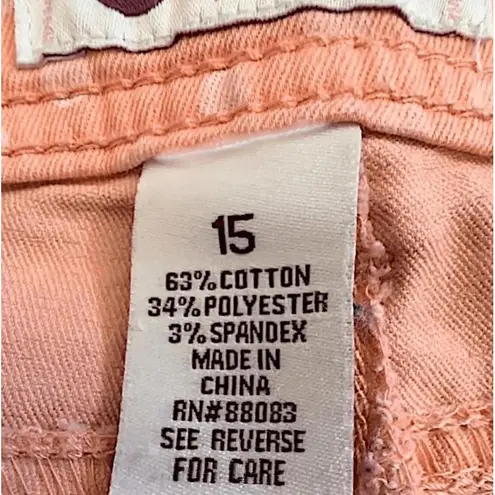 15
63% COTTON
34% POLYESTER
3% SPANDEX
MADE IN
CHINA
RN#88083
SEE REVERSE
FOR CARE